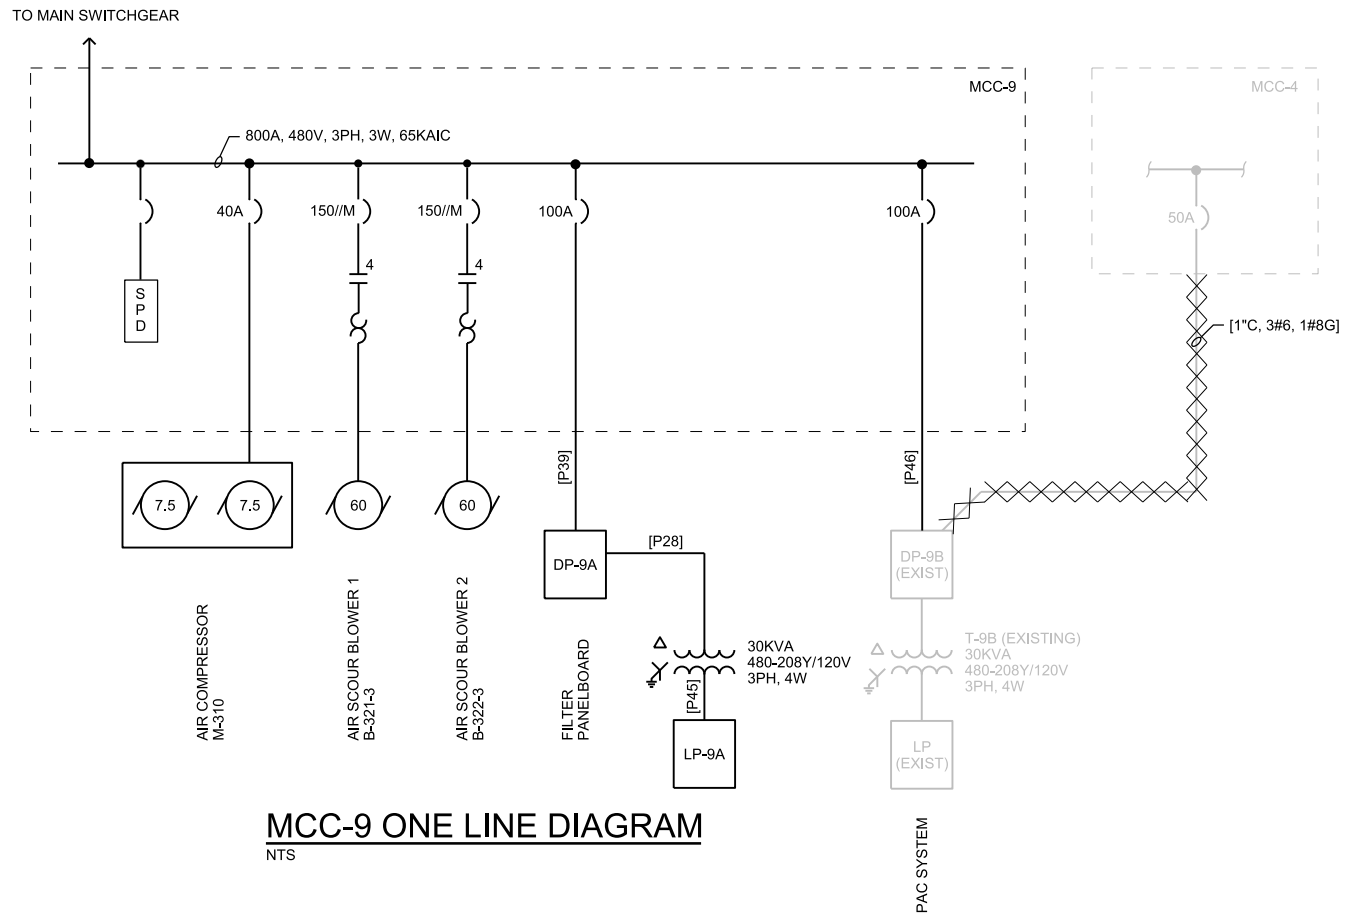 TO MAIN SWITCHGEAR
MCC-9
MCC-4
800A, 480V, 3PH, 3W, 65KAIC
40A
150//M
150//M
100A
100A
50A
4
4
S
P
D
[1"C, 3#6, 1#8G]
[P39]
[P46]
7.5
7.5
60
60
DP-9A
[P28]
DP-9B
(EXIST)
AIR COMPRESSOR
M-310
AIR SCOUR BLOWER 1
B-321-3
AIR SCOUR BLOWER 2
B-322-3
FILTER
PANELBOARD
30KVA
480-208Y/120V
3PH, 4W
T-9B (EXISTING)
30KVA
480-208Y/120V
3PH, 4W
[P45]
LP-9A
LP
(EXIST)
PAC SYSTEM
MCC-9 ONE LINE DIAGRAM
NTS